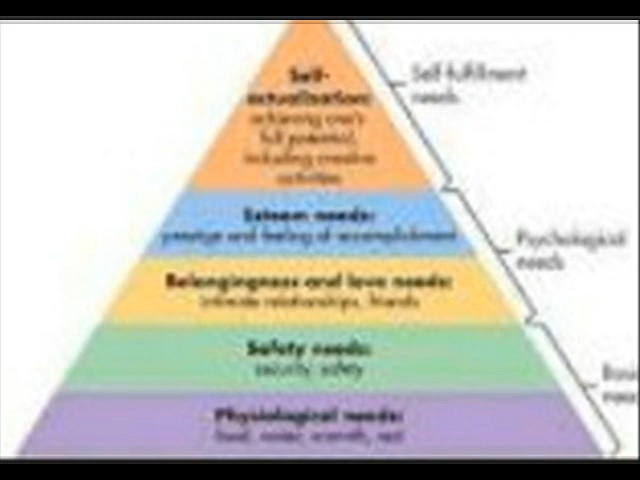 Self-
actualization:
achieving one's
full potential,
including creative
activities
Self-fulfillment
needs
Esteem needs:
prestige and feeling of accomplishment
Psychological
needs
Belongingness and love needs:
intimate relationships, friends
Safety needs:
security, safety
Basic
needs
Physiological needs:
food, water, warmth, rest